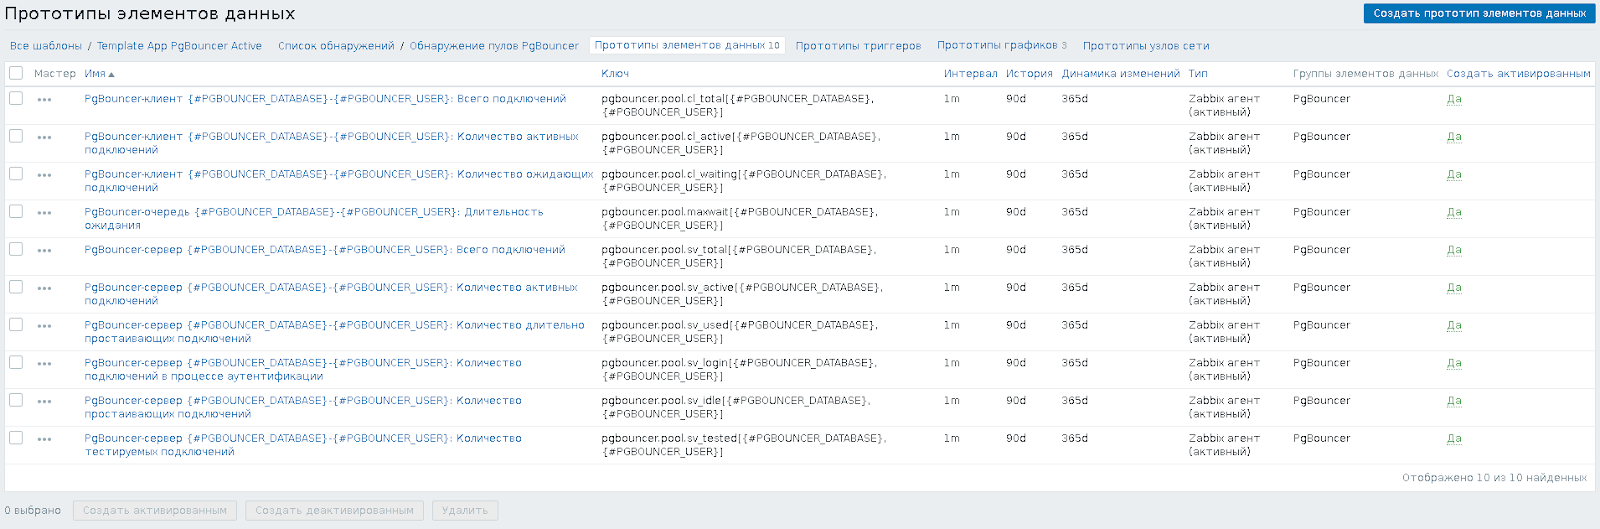 Прототипы элементов данных
Создать прототип элементов данных
Все шаблоны / Template App PgBouncer Active Список обнаружений / Обнаружение пулов PgBouncer Прототипы элементов данных 10 Прототипы триггеров Прототипы графиков 3 Прототипы узлов сети
Мастер Имя Ключ Интервал История Динамика изменений Тип Группы элементов данных Создать активированным
PgBouncer-клиент {#PGBOUNCER_DATABASE}-{#PGBOUNCER_USER}: Всего подключений pgbouncer.pool.cl_total[{#PGBOUNCER_DATABASE}, 1m 90d 365d Zabbix агент PgBouncer Да
{#PGBOUNCER_USER}] (активный)
PgBouncer-клиент {#PGBOUNCER_DATABASE}-{#PGBOUNCER_USER}: Количество активных pgbouncer.pool.cl_active[{#PGBOUNCER_DATABASE}, 1m 90d 365d Zabbix агент PgBouncer Да
подключений {#PGBOUNCER_USER}] (активный)
PgBouncer-клиент {#PGBOUNCER_DATABASE}-{#PGBOUNCER_USER}: Количество ожидающих pgbouncer.pool.cl_waiting[{#PGBOUNCER_DATABASE}, 1m 90d 365d Zabbix агент PgBouncer Да
подключений {#PGBOUNCER_USER}] (активный)
PgBouncer-очередь {#PGBOUNCER_DATABASE}-{#PGBOUNCER_USER}: Длительность pgbouncer.pool.maxwait[{#PGBOUNCER_DATABASE}, 1m 90d 365d Zabbix агент PgBouncer Да
ожидания {#PGBOUNCER_USER}] (активный)
PgBouncer-сервер {#PGBOUNCER_DATABASE}-{#PGBOUNCER_USER}: Всего подключений pgbouncer.pool.sv_total[{#PGBOUNCER_DATABASE}, 1m 90d 365d Zabbix агент PgBouncer Да
{#PGBOUNCER_USER}] (активный)
PgBouncer-сервер {#PGBOUNCER_DATABASE}-{#PGBOUNCER_USER}: Количество активных pgbouncer.pool.sv_active[{#PGBOUNCER_DATABASE}, 1m 90d 365d Zabbix агент PgBouncer Да
подключений {#PGBOUNCER_USER}] (активный)
PgBouncer-сервер {#PGBOUNCER_DATABASE}-{#PGBOUNCER_USER}: Количество длительно pgbouncer.pool.sv_used[{#PGBOUNCER_DATABASE}, 1m 90d 365d Zabbix агент PgBouncer Да
простаивающих подключений {#PGBOUNCER_USER}] (активный)
PgBouncer-сервер {#PGBOUNCER_DATABASE}-{#PGBOUNCER_USER}: Количество pgbouncer.pool.sv_login[{#PGBOUNCER_DATABASE}, 1m 90d 365d Zabbix агент PgBouncer Да
подключений в процессе аутентификации {#PGBOUNCER_USER}] (активный)
PgBouncer-сервер {#PGBOUNCER_DATABASE}-{#PGBOUNCER_USER}: Количество pgbouncer.pool.sv_idle[{#PGBOUNCER_DATABASE}, 1m 90d 365d Zabbix агент PgBouncer Да
простаивающих подключений {#PGBOUNCER_USER}] (активный)
PgBouncer-сервер {#PGBOUNCER_DATABASE}-{#PGBOUNCER_USER}: Количество pgbouncer.pool.sv_tested[{#PGBOUNCER_DATABASE}, 1m 90d 365d Zabbix агент PgBouncer Да
тестируемых подключений {#PGBOUNCER_USER}] (активный)
Отображено 10 из 10 найденных
0 выбрано Создать активированным Создать деактивированным Удалить